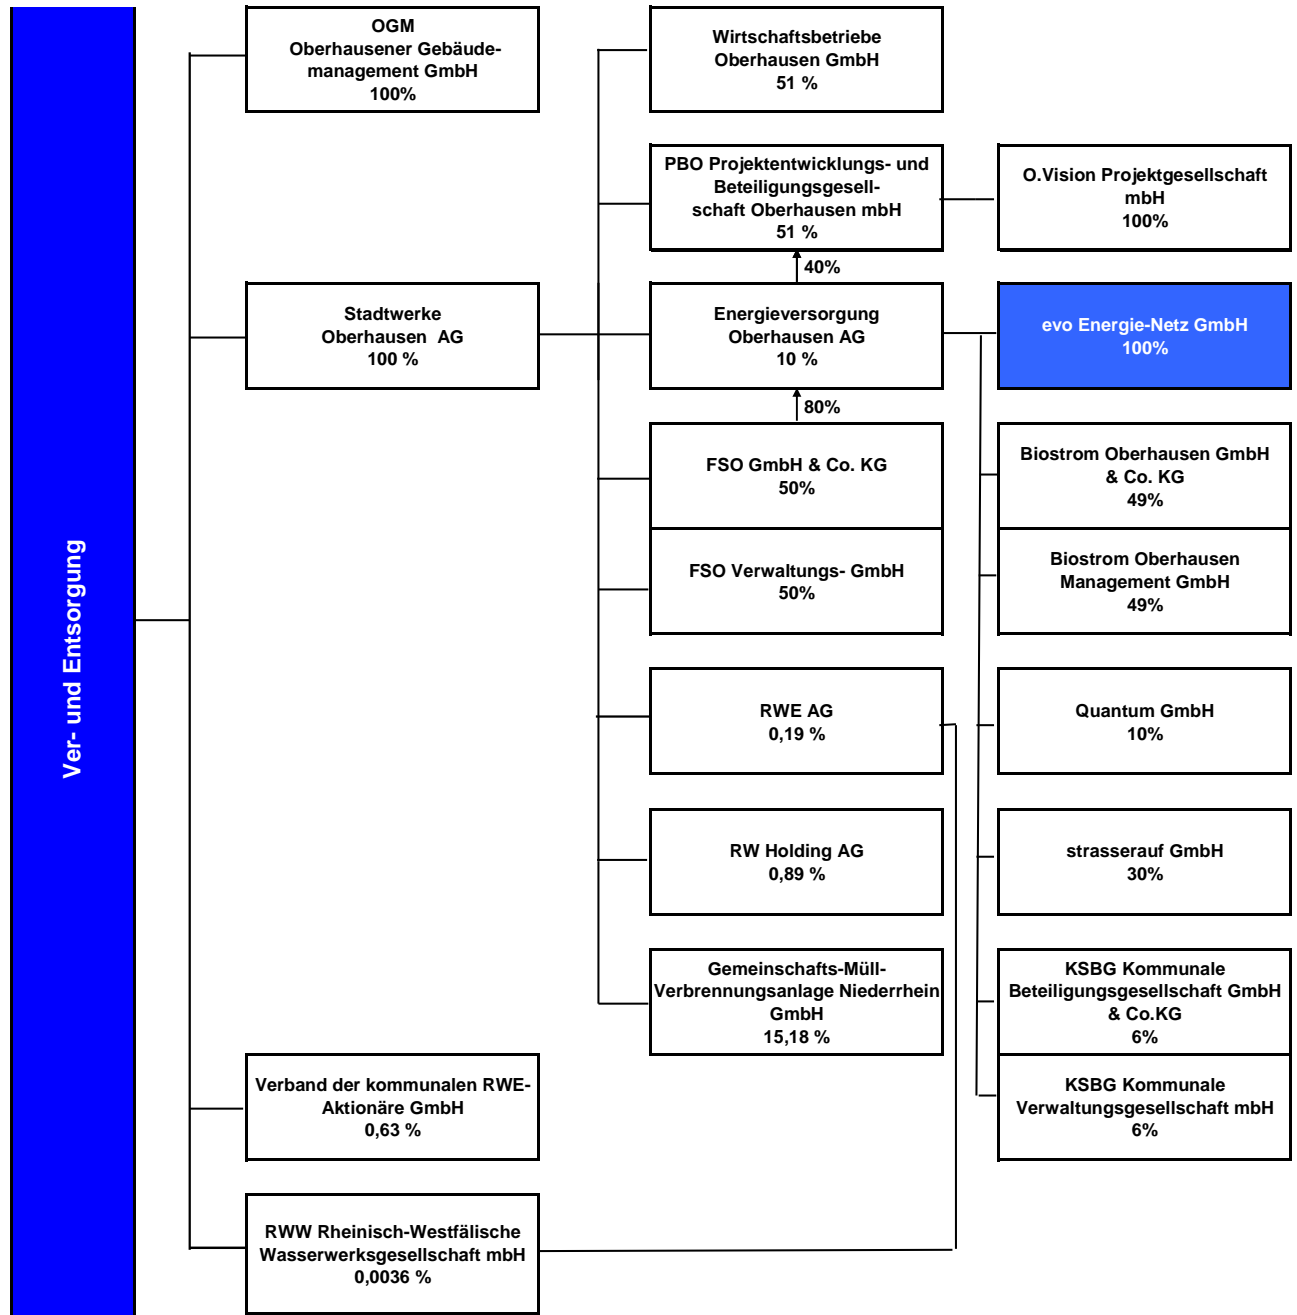 Ver- und Entsorgung
OGM
Oberhausener Gebäude-
management GmbH
100%
Stadtwerke
Oberhausen AG
100 %
Verband der kommunalen RWE-
Aktionäre GmbH
0,63 %
RWW Rheinisch-Westfälische
Wasserwerksgesellschaft mbH
0,0036 %
Wirtschaftsbetriebe
Oberhausen GmbH
51 %
PBO Projektentwicklungs- und
Beteiligungsgesell-
schaft Oberhausen mbH
51 %
40%
Energieversorgung
Oberhausen AG
10 %
80%
FSO GmbH & Co. KG
50%
FSO Verwaltungs- GmbH
50%
RWE AG
0,19 %
RW Holding AG
0,89 %
Gemeinschafts-Müll-
Verbrennungsanlage Niederrhein
GmbH
15,18 %
O.Vision Projektgesellschaft
mbH
100%
evo Energie-Netz GmbH
100%
Biostrom Oberhausen GmbH
& Co. KG
49%
Biostrom Oberhausen
Management GmbH
49%
Quantum GmbH
10%
strasserauf GmbH
30%
KSBG Kommunale
Beteiligungsgesellschaft GmbH
& Co.KG
6%
KSBG Kommunale
Verwaltungsgesellschaft mbH
6%